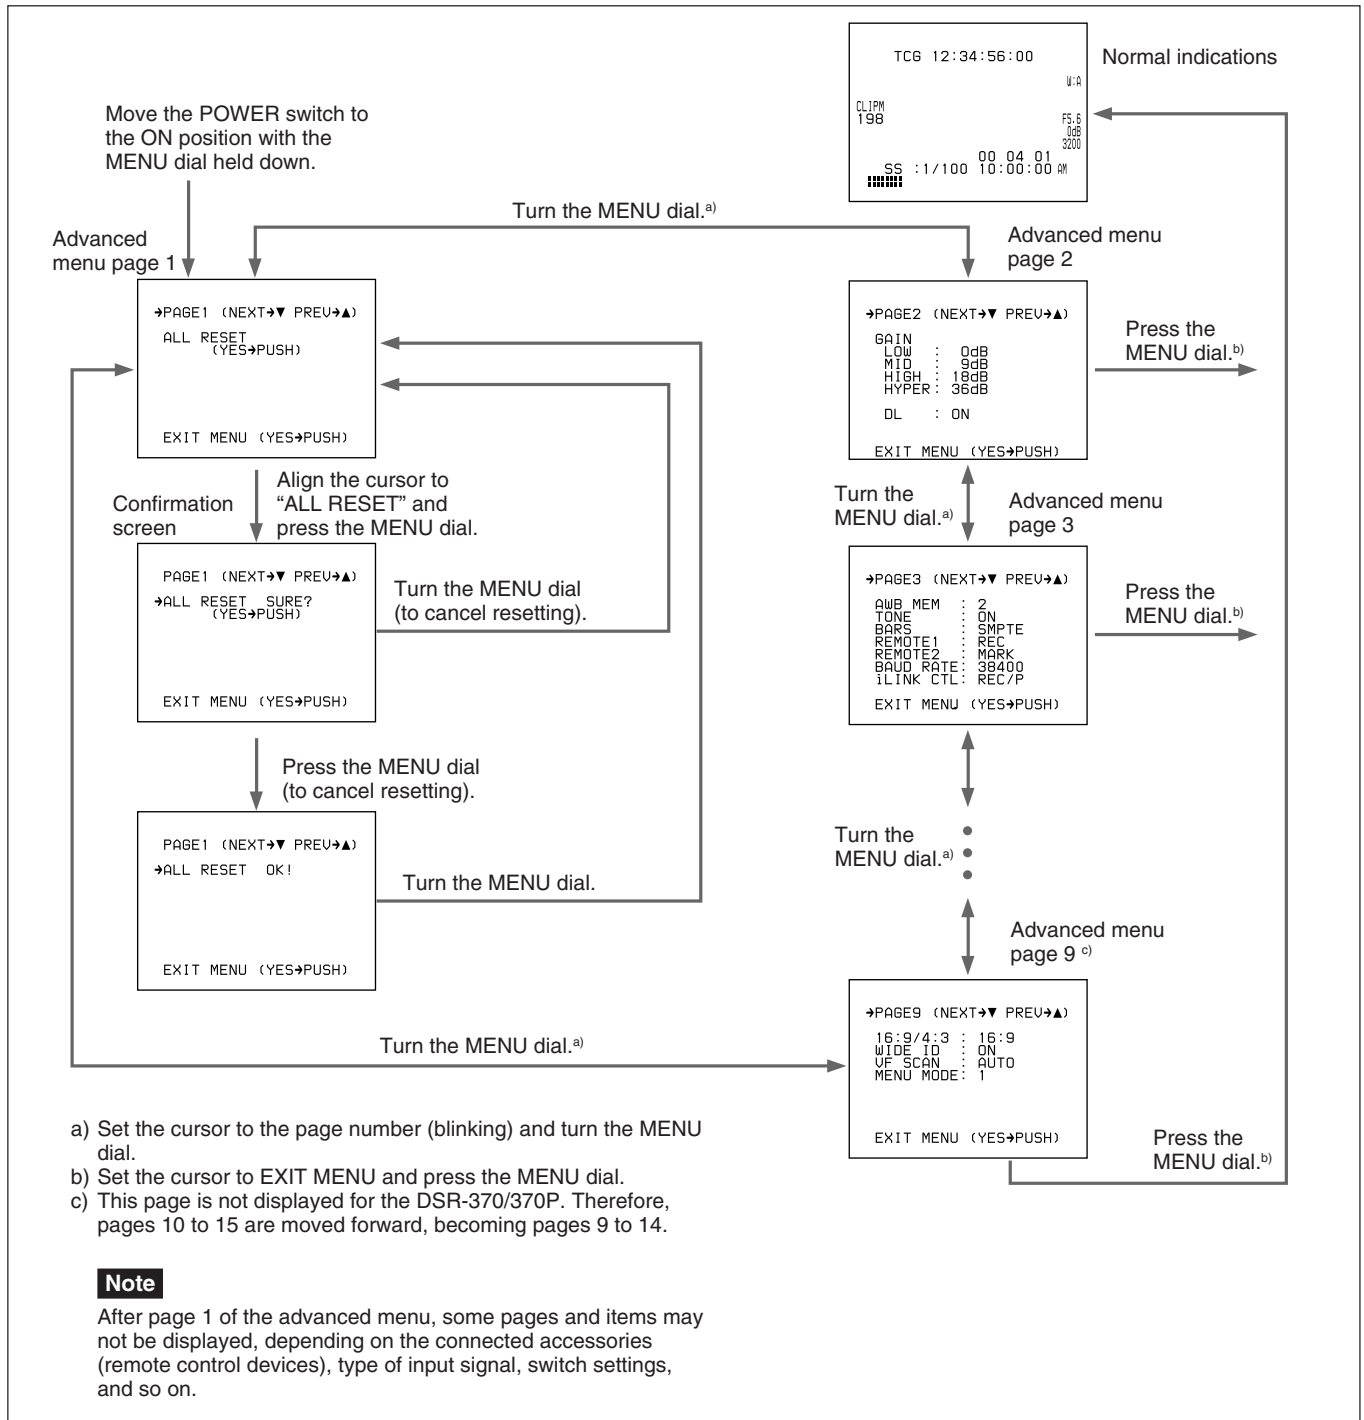 TCG 12:34:56:00
W:A
CLIPM
198
F5.6
0dB
3200
00 04 01
SS :1/100 10:00:00 AM
Normal indications
Move the POWER switch to
the ON position with the
MENU dial held down.
Turn the MENU dial.a)
Advanced
menu page 1
➔PAGE1 (NEXT➔▼ PREV➔▲)
ALL RESET
(YES➔PUSH)
EXIT MENU (YES➔PUSH)
Advanced menu
page 2
➔PAGE2 (NEXT➔▼ PREV➔▲)
GAIN
LOW : 0dB
MID : 9dB
HIGH : 18dB
HYPER: 36dB
DL : ON
EXIT MENU (YES➔PUSH)
Press the
MENU dial.b)
Confirmation
screen
Align the cursor to
“ALL RESET” and
press the MENU dial.
PAGE1 (NEXT➔▼ PREV➔▲)
➔ALL RESET SURE?
(YES➔PUSH)
EXIT MENU (YES➔PUSH)
Turn the MENU dial
(to cancel resetting).
Turn the
MENU dial.a)
Advanced menu
page 3
➔PAGE3 (NEXT➔▼ PREV➔▲)
AWB MEM : 2
TONE : ON
BARS : SMPTE
REMOTE1 : REC
REMOTE2 : MARK
BAUD RATE: 38400
iLINK CTL: REC/P
EXIT MENU (YES➔PUSH)
Press the
MENU dial.b)
Press the MENU dial
(to cancel resetting).
PAGE1 (NEXT➔▼ PREV➔▲)
➔ALL RESET OK!
EXIT MENU (YES➔PUSH)
Turn the MENU dial.
Turn the
MENU dial.a)
Advanced menu
page 9 c)
➔PAGE9 (NEXT➔▼ PREV➔▲)
16:9/4:3 : 16:9
WIDE ID : ON
VF SCAN : AUTO
MENU MODE: 1
EXIT MENU (YES➔PUSH)
Turn the MENU dial.a)
Press the
MENU dial.b)
a) Set the cursor to the page number (blinking) and turn the MENU
dial.
b) Set the cursor to EXIT MENU and press the MENU dial.
c) This page is not displayed for the DSR-370/370P. Therefore,
pages 10 to 15 are moved forward, becoming pages 9 to 14.
Note
After page 1 of the advanced menu, some pages and items may
not be displayed, depending on the connected accessories
(remote control devices), type of input signal, switch settings,
and so on.